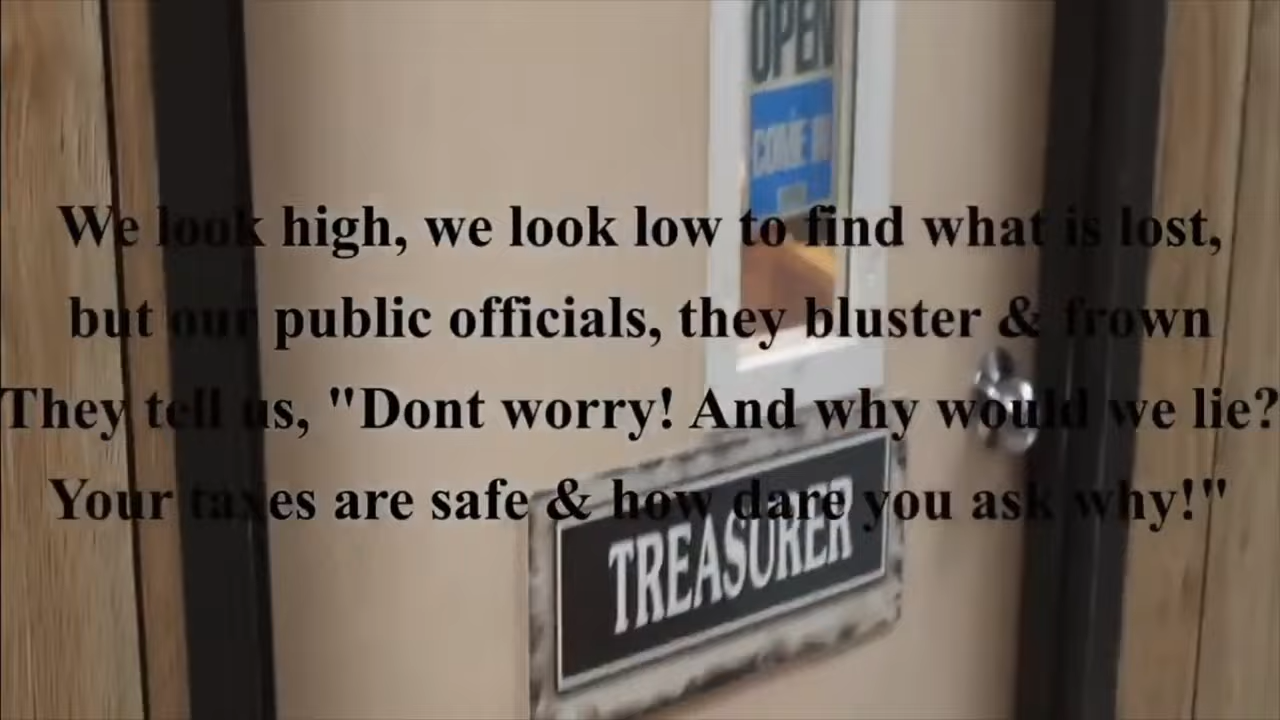 OPEN
COME IN
We look high, we look low to find what is lost,
but our public officials, they bluster & frown
They tell us, "Dont worry! And why would we lie?
Your taxes are safe & how dare you ask why!"
TREASURER